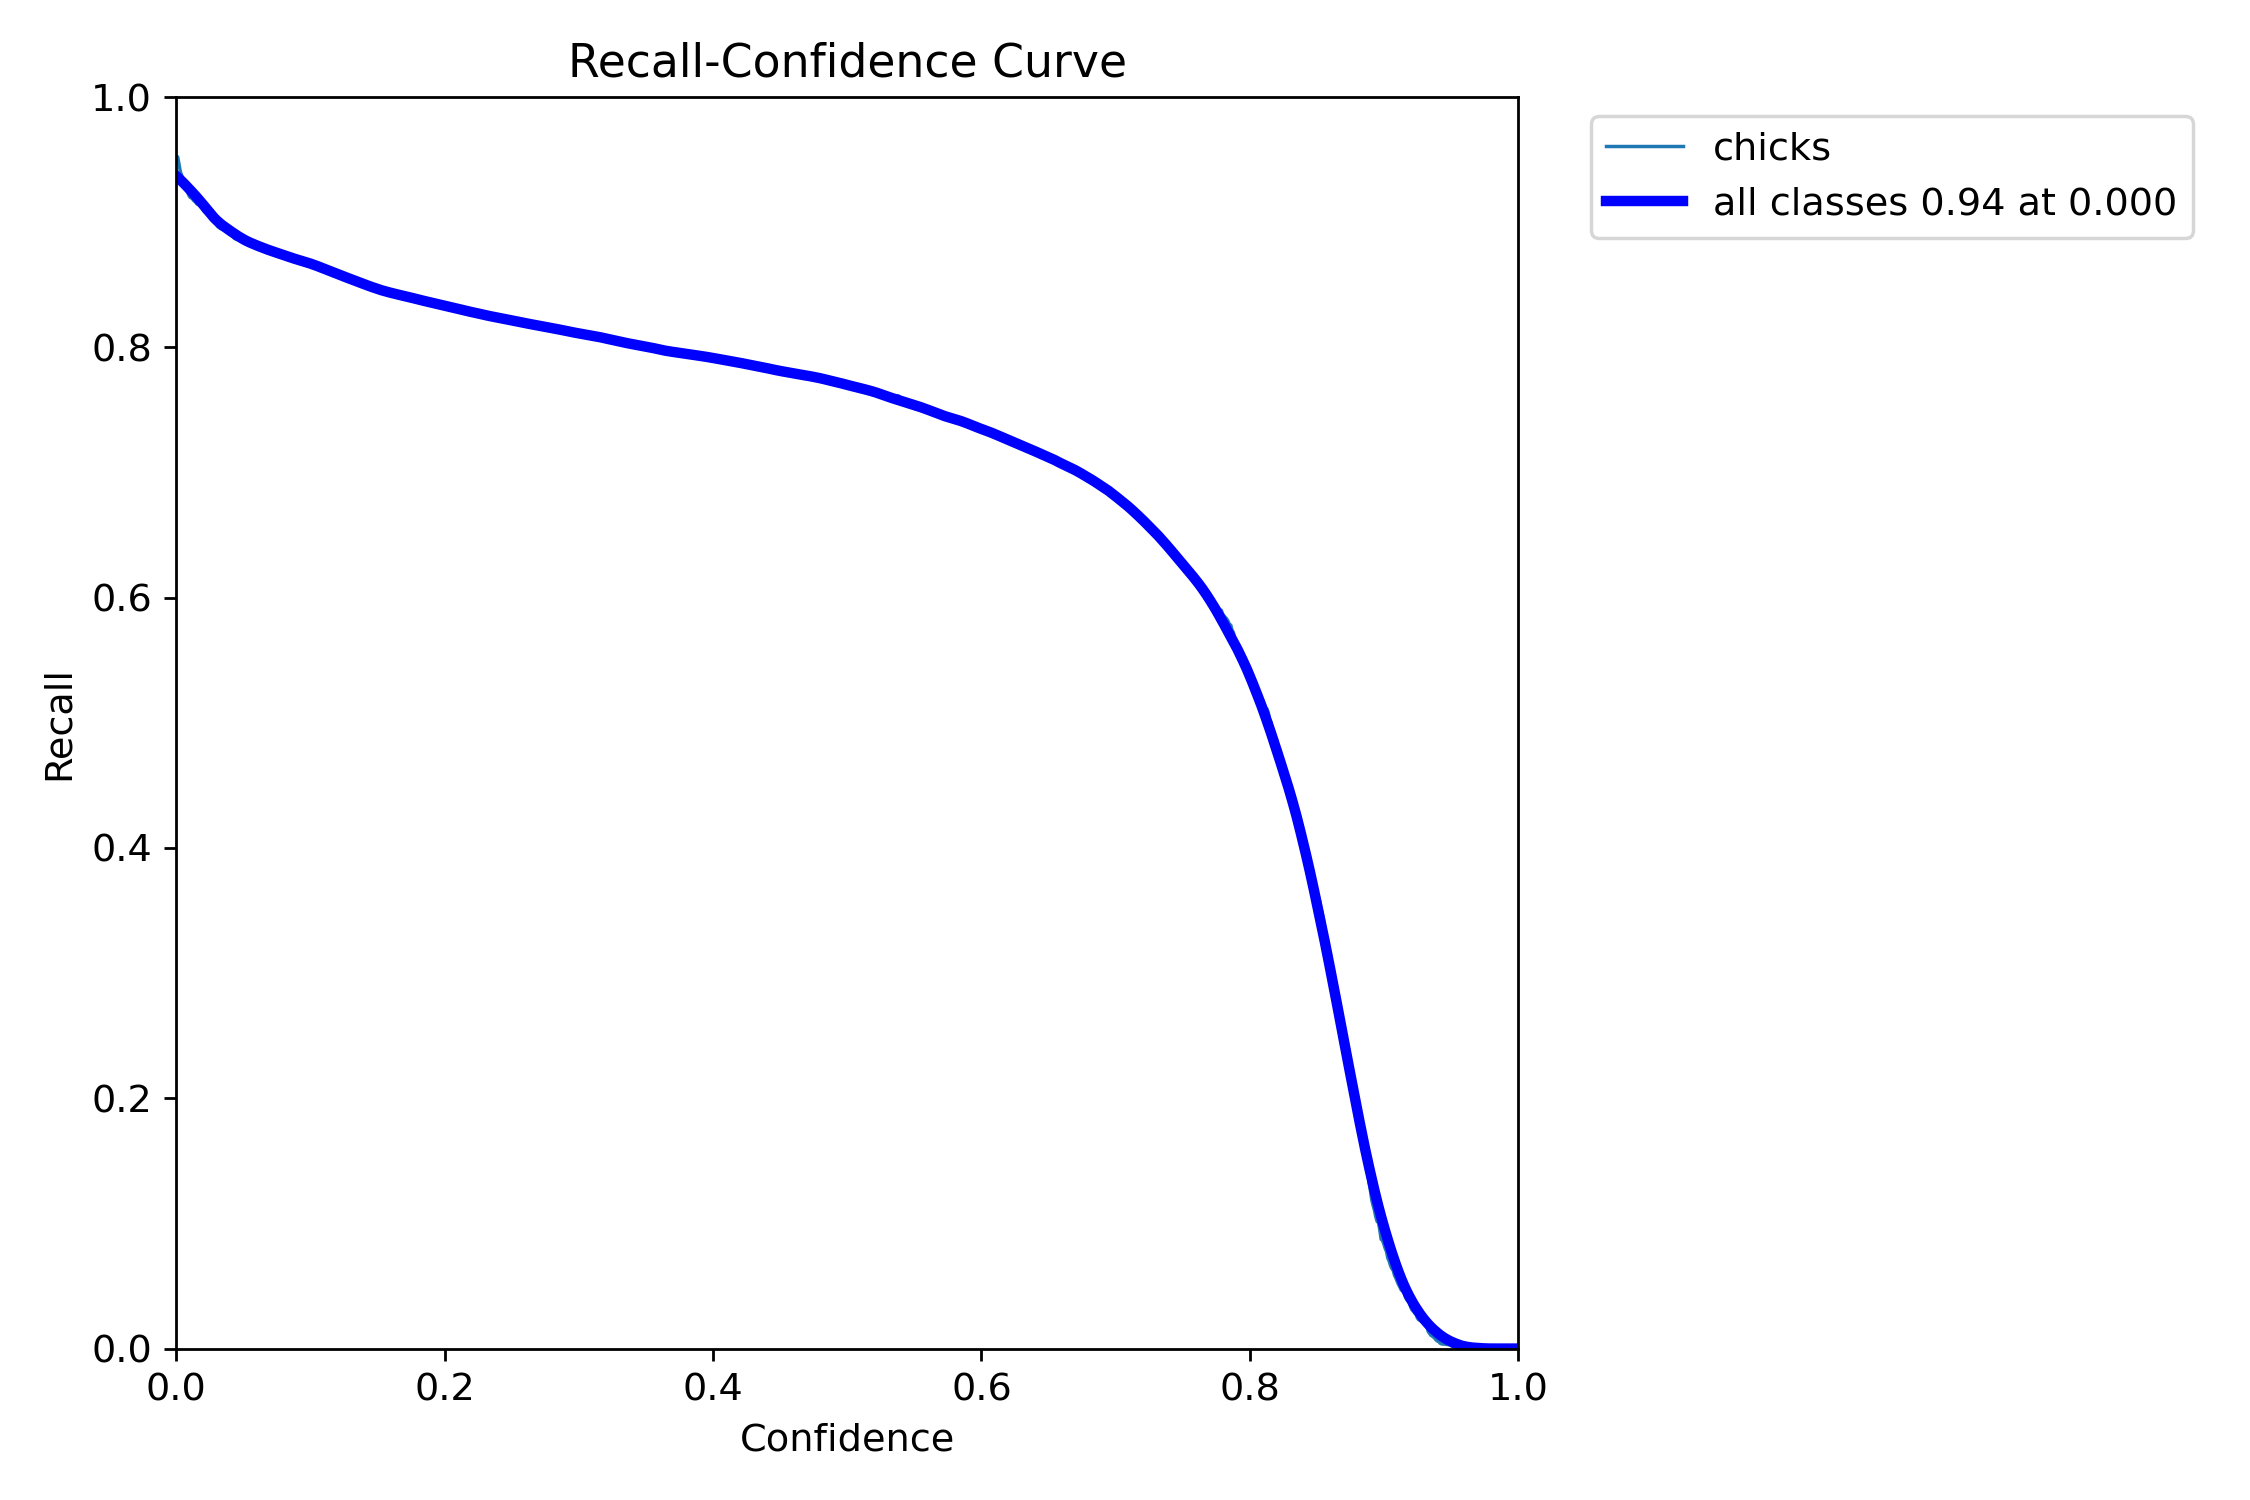 Recall-Confidence Curve
1.0
0.8
0.6
0.4
0.2
0.0
Recall
0.0 0.2 0.4 0.6 0.8 1.0
Confidence
chicks
all classes 0.94 at 0.000